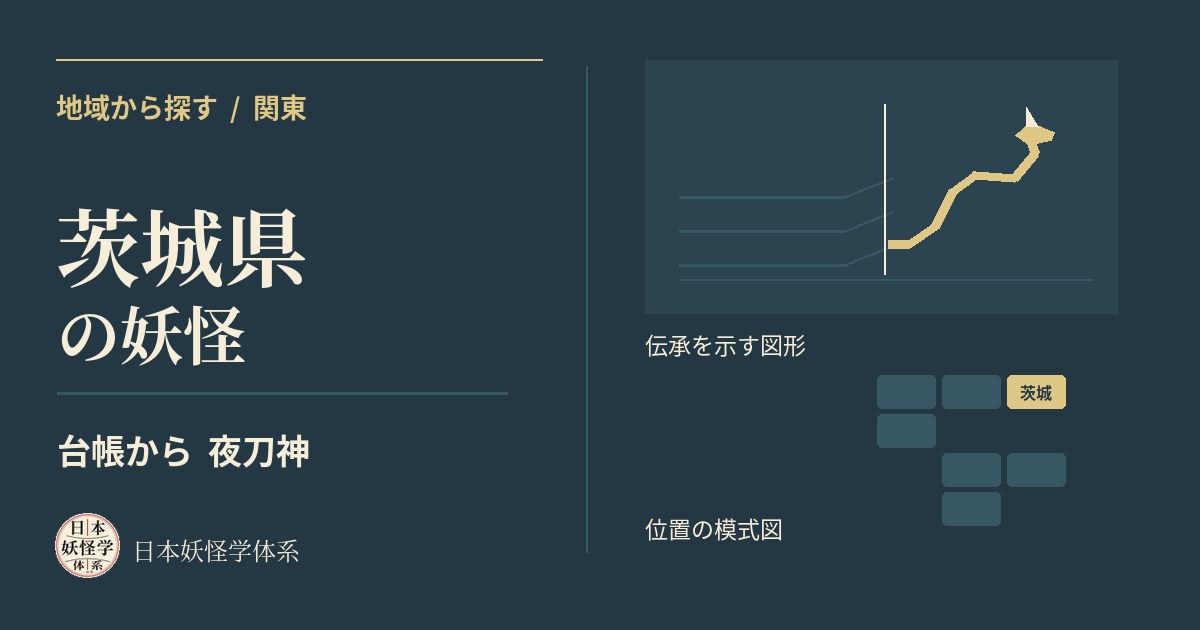 地域から探す / 関東
茨城県
の妖怪
台帳から 夜刀神
日本
妖怪学
体系
日本妖怪学体系
伝承を示す図形
茨城
位置の模式図